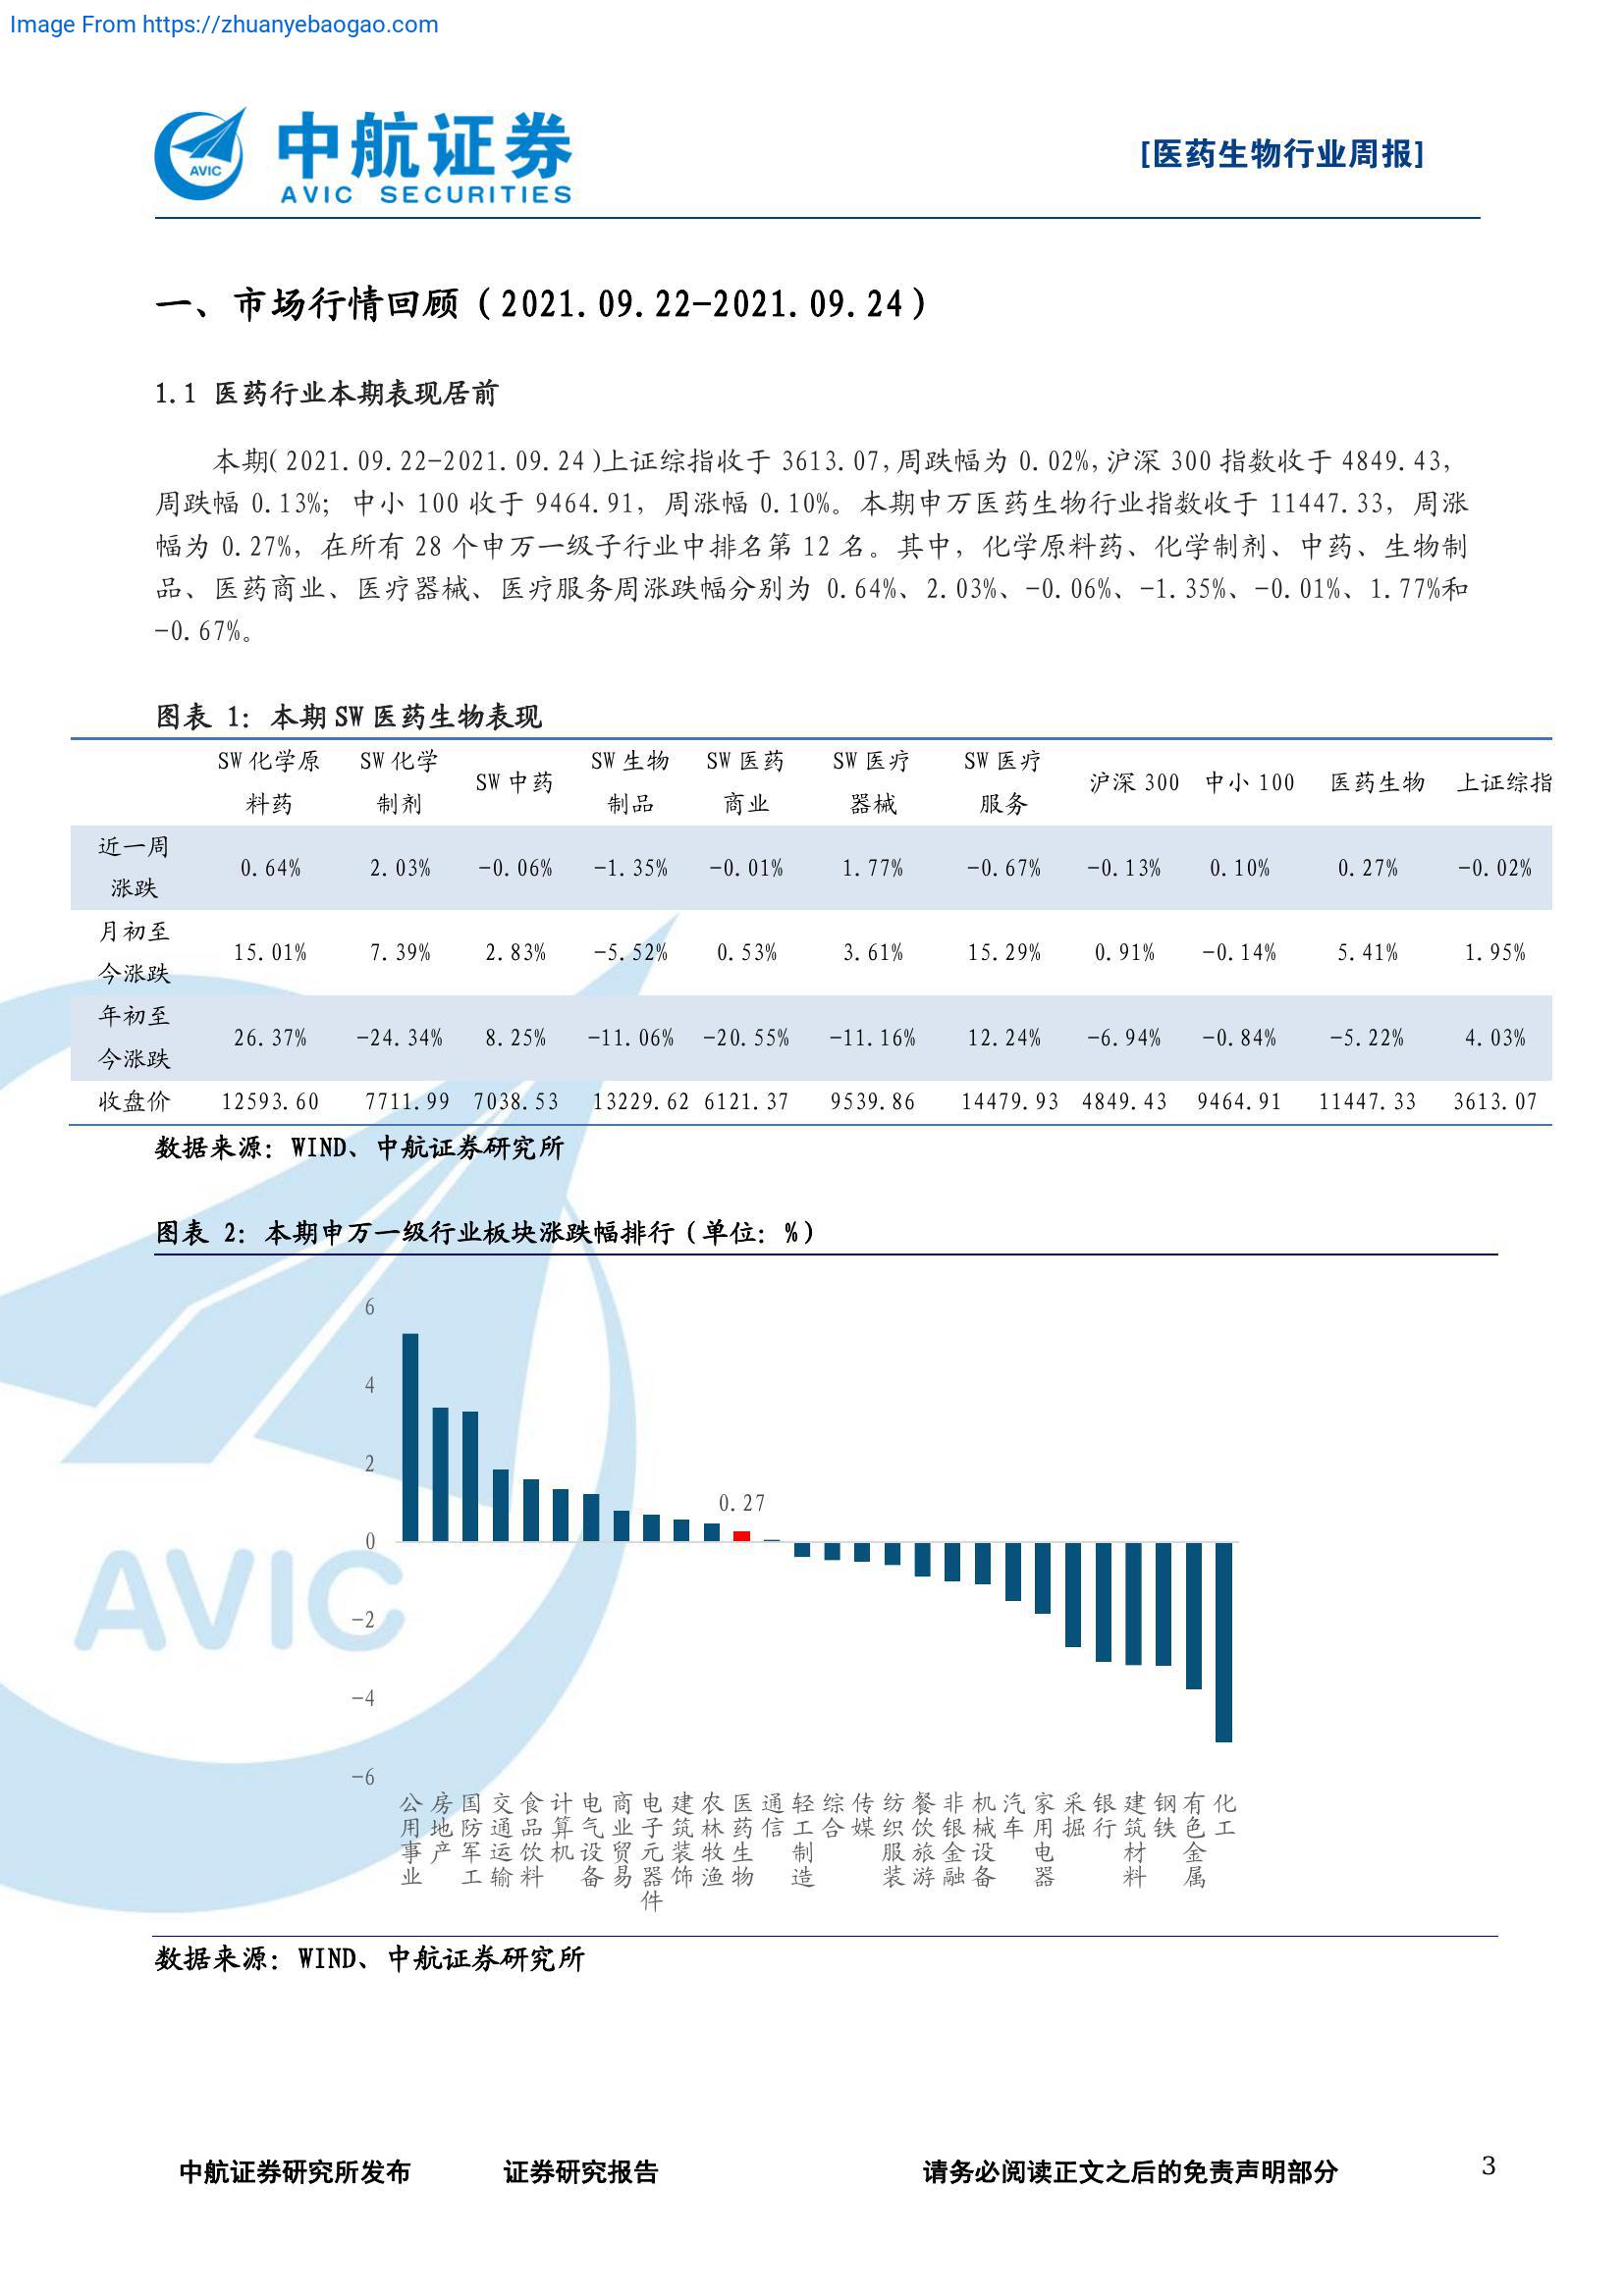 Image From https://zhuanyebaogao.com
AVIC
中航证券
AVIC SECURITIES
[医药生物行业周报]
一、市场行情回顾（2021.09.22-2021.09.24）
1.1 医药行业本期表现居前
本期(2021.09.22-2021.09.24)上证综指收于 3613.07,周跌幅为 0.02%,沪深 300 指数收于 4849.43,
周跌幅 0.13%; 中小 100 收于 9464.91, 周涨幅 0.10%。本期申万医药生物行业指数收于 11447.33, 周涨
幅为 0.27%, 在所有 28 个申万一级子行业中排名第 12 名。其中, 化学原料药、化学制剂、中药、生物制
品、医药商业、医疗器械、医疗服务周涨跌幅分别为 0.64%、2.03%、-0.06%、-1.35%、-0.01%、1.77%和
-0.67%。
图表 1: 本期 SW 医药生物表现
SW 化学原料药 SW 化学制剂 SW 中药 SW 生物制品 SW 医药商业 SW 医疗器械 SW 医疗服务 沪深 300 中小 100 医药生物 上证综指
近一周涨跌 0.64% 2.03% -0.06% -1.35% -0.01% 1.77% -0.67% -0.13% 0.10% 0.27% -0.02%
月初至今涨跌 15.01% 7.39% 2.83% -5.52% 0.53% 3.61% 15.29% 0.91% -0.14% 5.41% 1.95%
年初至今涨跌 26.37% -24.34% 8.25% -11.06% -20.55% -11.16% 12.24% -6.94% -0.84% -5.22% 4.03%
收盘价 12593.60 7711.99 7038.53 13229.62 6121.37 9539.86 14479.93 4849.43 9464.91 11447.33 3613.07
数据来源: WIND、中航证券研究所
图表 2: 本期申万一级行业板块涨跌幅排行（单位: %）
6
4
2
0
-2
-4
-6
0.27
公用事业 房地产 国防军工 交通运输 食品饮料 计算机 电气设备 商业贸易 电子元器件 建筑装饰 农林牧渔 医药生物 通信 轻工制造 综合 传媒 纺织服装 餐饮旅游 非银金融 机械设备 汽车 家用电器 采掘 银行 建筑材料 钢铁 有色金属 化工
AVIC
数据来源: WIND、中航证券研究所
中航证券研究所发布 证券研究报告 请务必阅读正文之后的免责声明部分 3